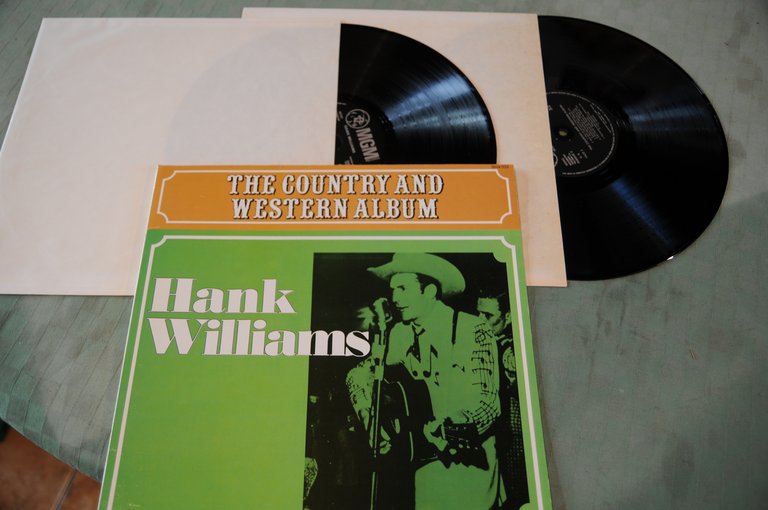 MGM
THE COUNTRY AND
WESTERN ALBUM
Hank
Williams